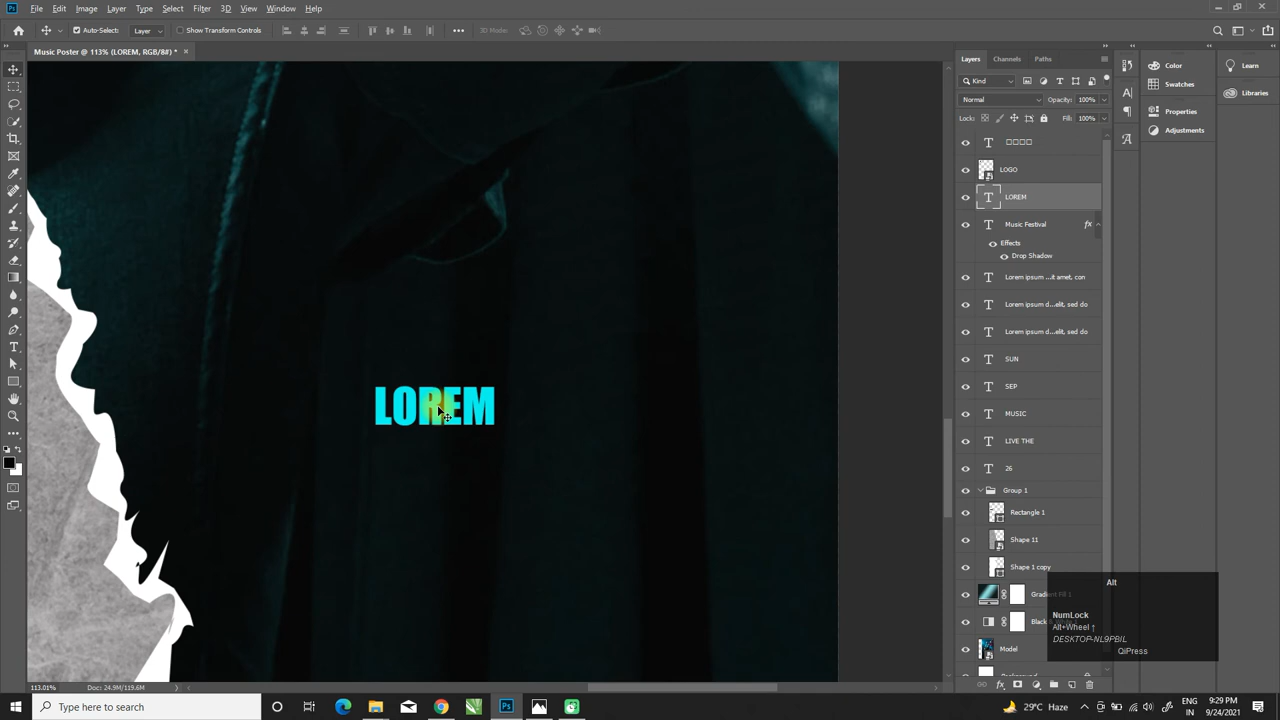 File Edit Image Layer Type Select Filter 3D View Window Help
Auto-Select: Layer Show Transform Controls 3D Mode:
Music Poster @ 113% (LOREM, RGB/8#) *
Layers Channels Paths
Color
Learn
Kind
Swatches
Libraries
Normal Opacity: 100%
Properties
Lock: Fill: 100%
Adjustments
LOGO
LOREM
Music Festival fx
Effects
Drop Shadow
Lorem ipsum ...it amet, con
Lorem ipsum d...elit, sed do
Lorem ipsum d...elit, sed do
SUN
SEP
MUSIC
LIVE THE
26
Group 1
Rectangle 1
Shape 11
Shape 1 copy
Gradient Fill 1
Black &
Model
LOREM
Alt
NumLock
Alt+Wheel ↑
DESKTOP-NL9PBIL
QiPress
113.01% Doc: 24.9M/119.6M
Type here to search
29°C Haze
ENG
IN
9:29 PM
9/24/2021